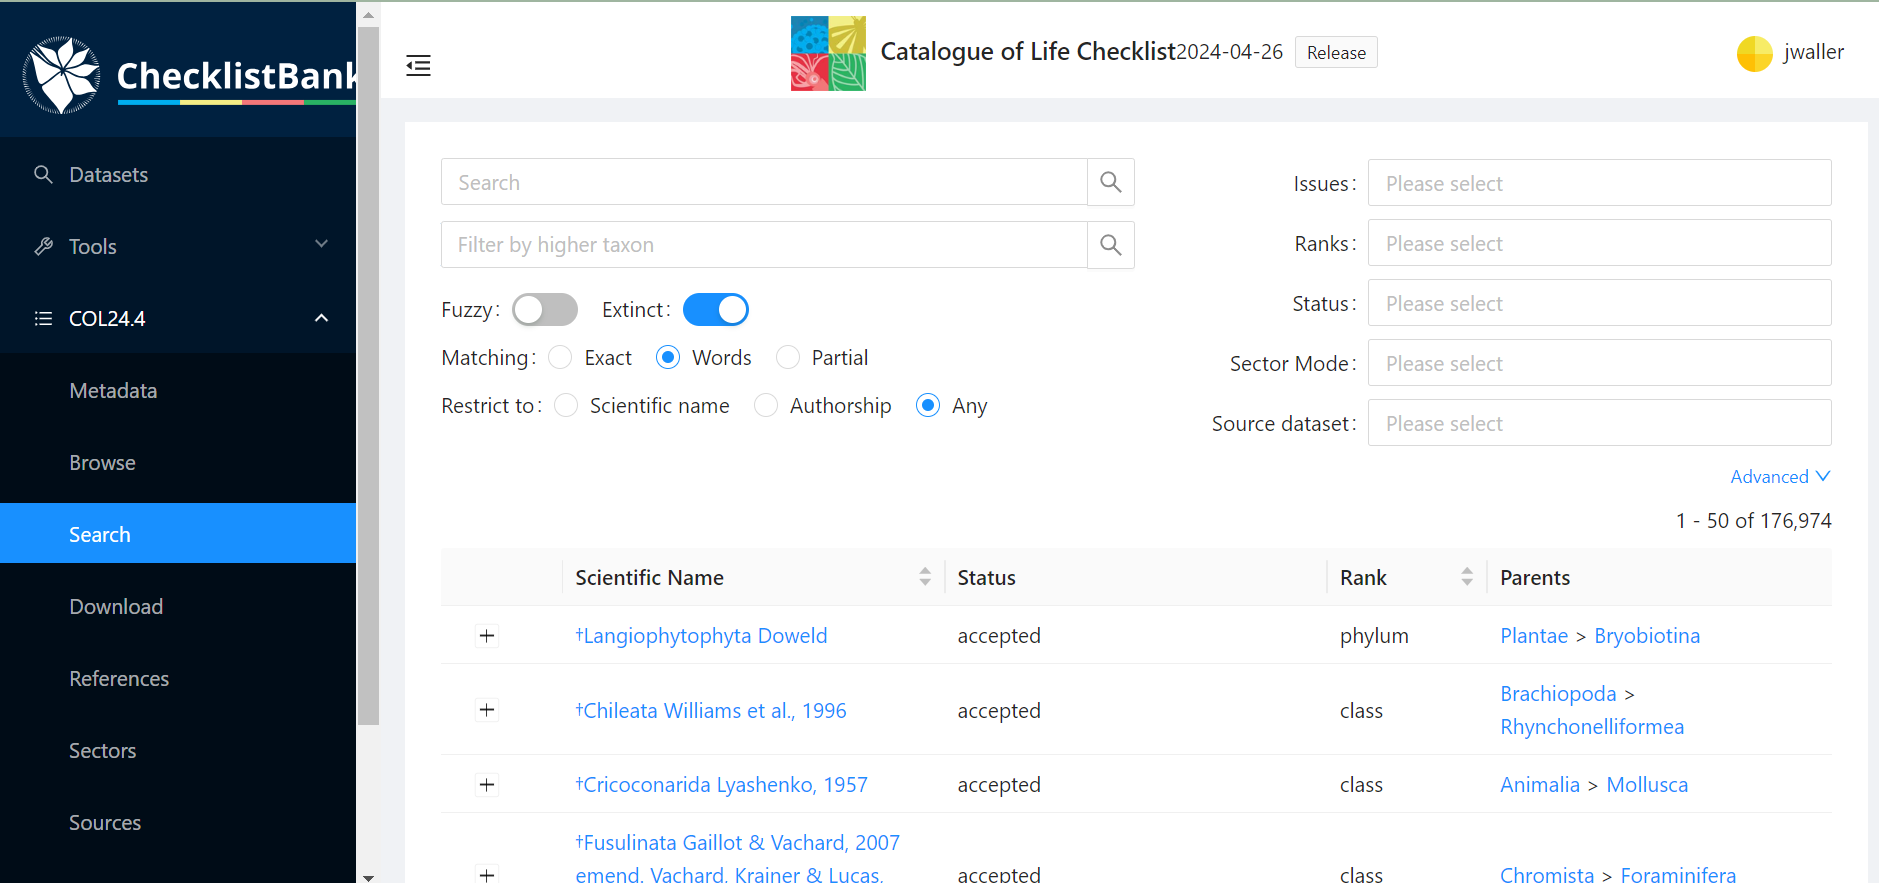 ChecklistBank
Datasets
Tools
COL24.4
Metadata
Browse
Search
Download
References
Sectors
Sources
Catalogue of Life Checklist2024-04-26 Release
jwaller
Search
Filter by higher taxon
Fuzzy: Extinct:
Matching: Exact Words Partial
Restrict to: Scientific name Authorship Any
Issues: Please select
Ranks: Please select
Status: Please select
Sector Mode: Please select
Source dataset: Please select
Advanced
1 - 50 of 176,974
Scientific Name Status Rank Parents
†Langiophytophyta Doweld accepted phylum Plantae > Bryobiotina
†Chileata Williams et al., 1996 accepted class Brachiopoda >
Rhynchonelliformea
†Cricoconarida Lyashenko, 1957 accepted class Animalia > Mollusca
†Fusulinata Gaillot & Vachard, 2007
emend. Vachard, Krainer & Lucas, accepted class Chromista > Foraminifera